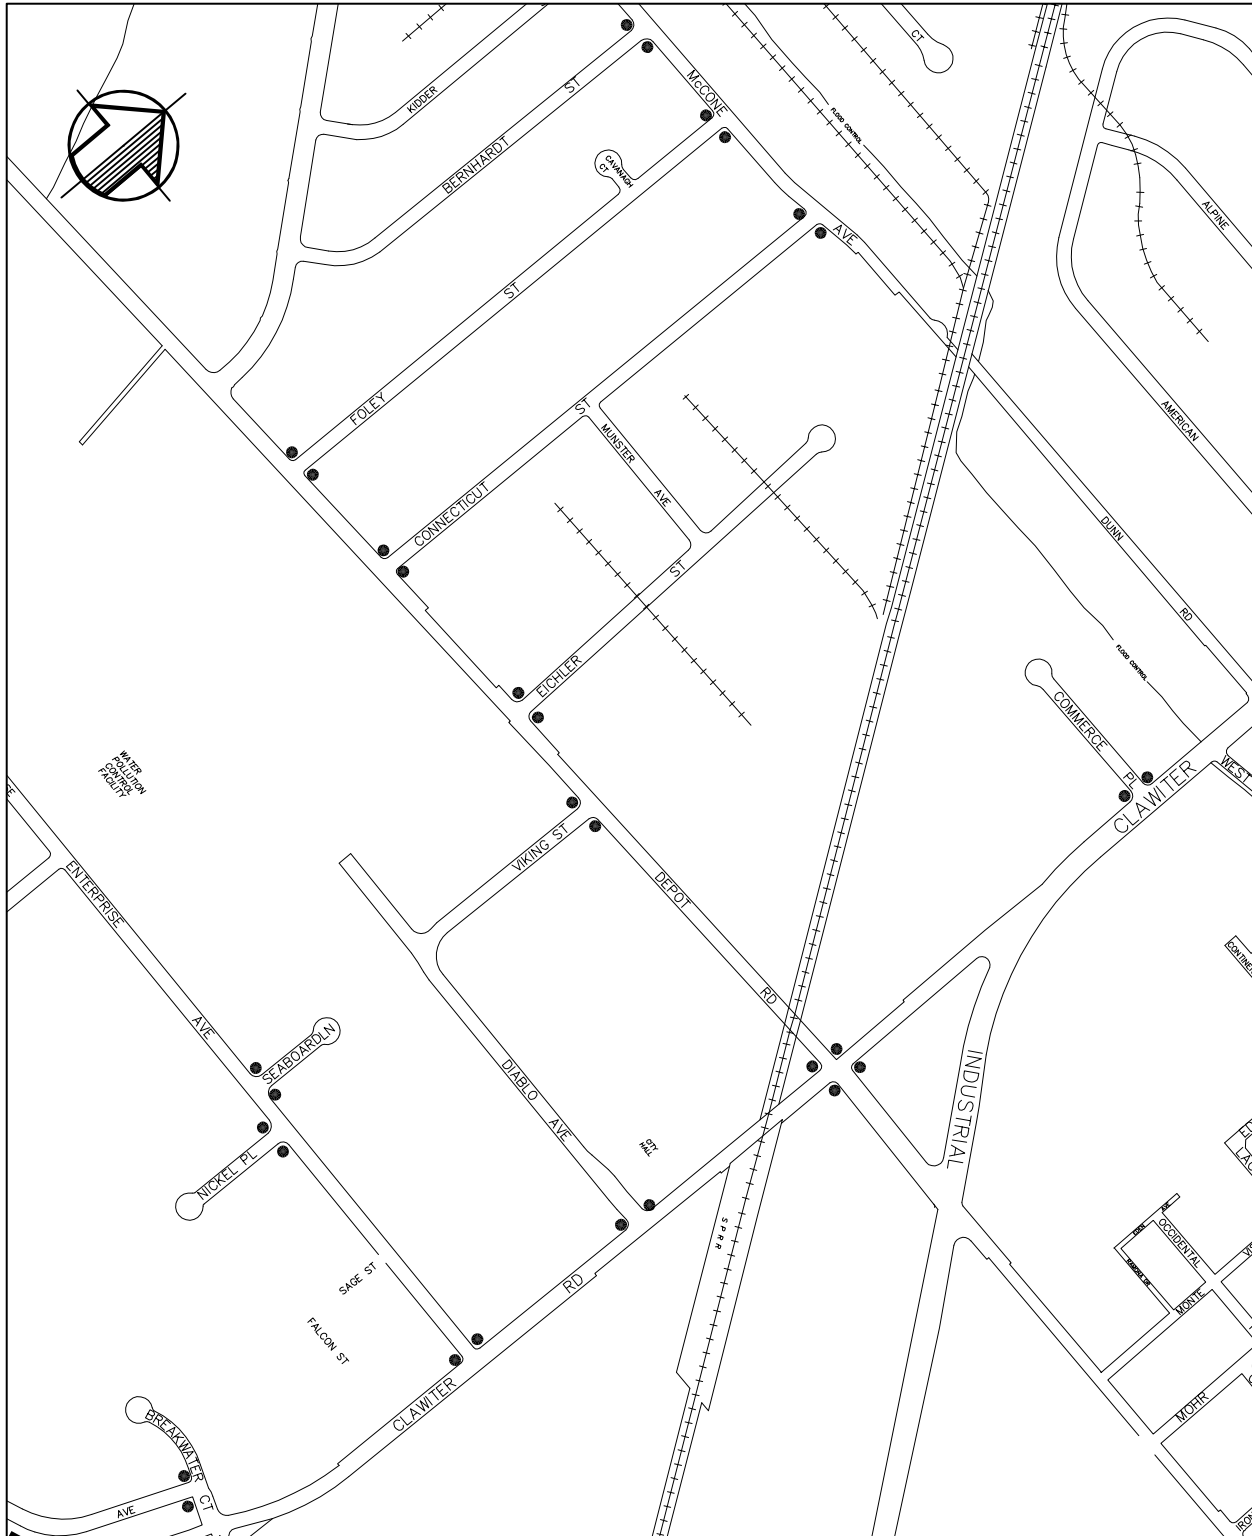 CT
KIDDER
BERNHARDT ST
McCONE AVE
FLOOD CONTROL
CAVANAGH
CT
ALPINE
FOLEY ST
CONNECTICUT ST
MUNSTER AVE
AMERICAN
DUNN RD
EICHLER ST
FLOOD CONTROL
COMMERCE PL
CLAWITER
WEST
WATER
POLLUTION
CONTROL
FACILITY
VIKING ST
DEPOT RD
ENTERPRISE AVE
SEABOARD LN
DIABLO AVE
CITY
HALL
INDUSTRIAL
NICKEL PL
SPRR
OCCIDENTAL
EDEN AVE
MONTE
MOHR
SAGE ST
FALCON ST
CLAWITER RD
BREAKWATER CT
AVE